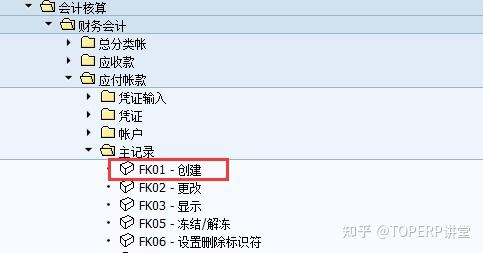 会计核算
财务会计
总分类帐
应收款
应付帐款
凭证输入
凭证
帐户
主记录
FK01 - 创建
FK02 - 更改
FK03 - 显示
FK05 - 冻结/解冻
FK06 - 设置删除标识符
知乎 @TOPERP讲堂